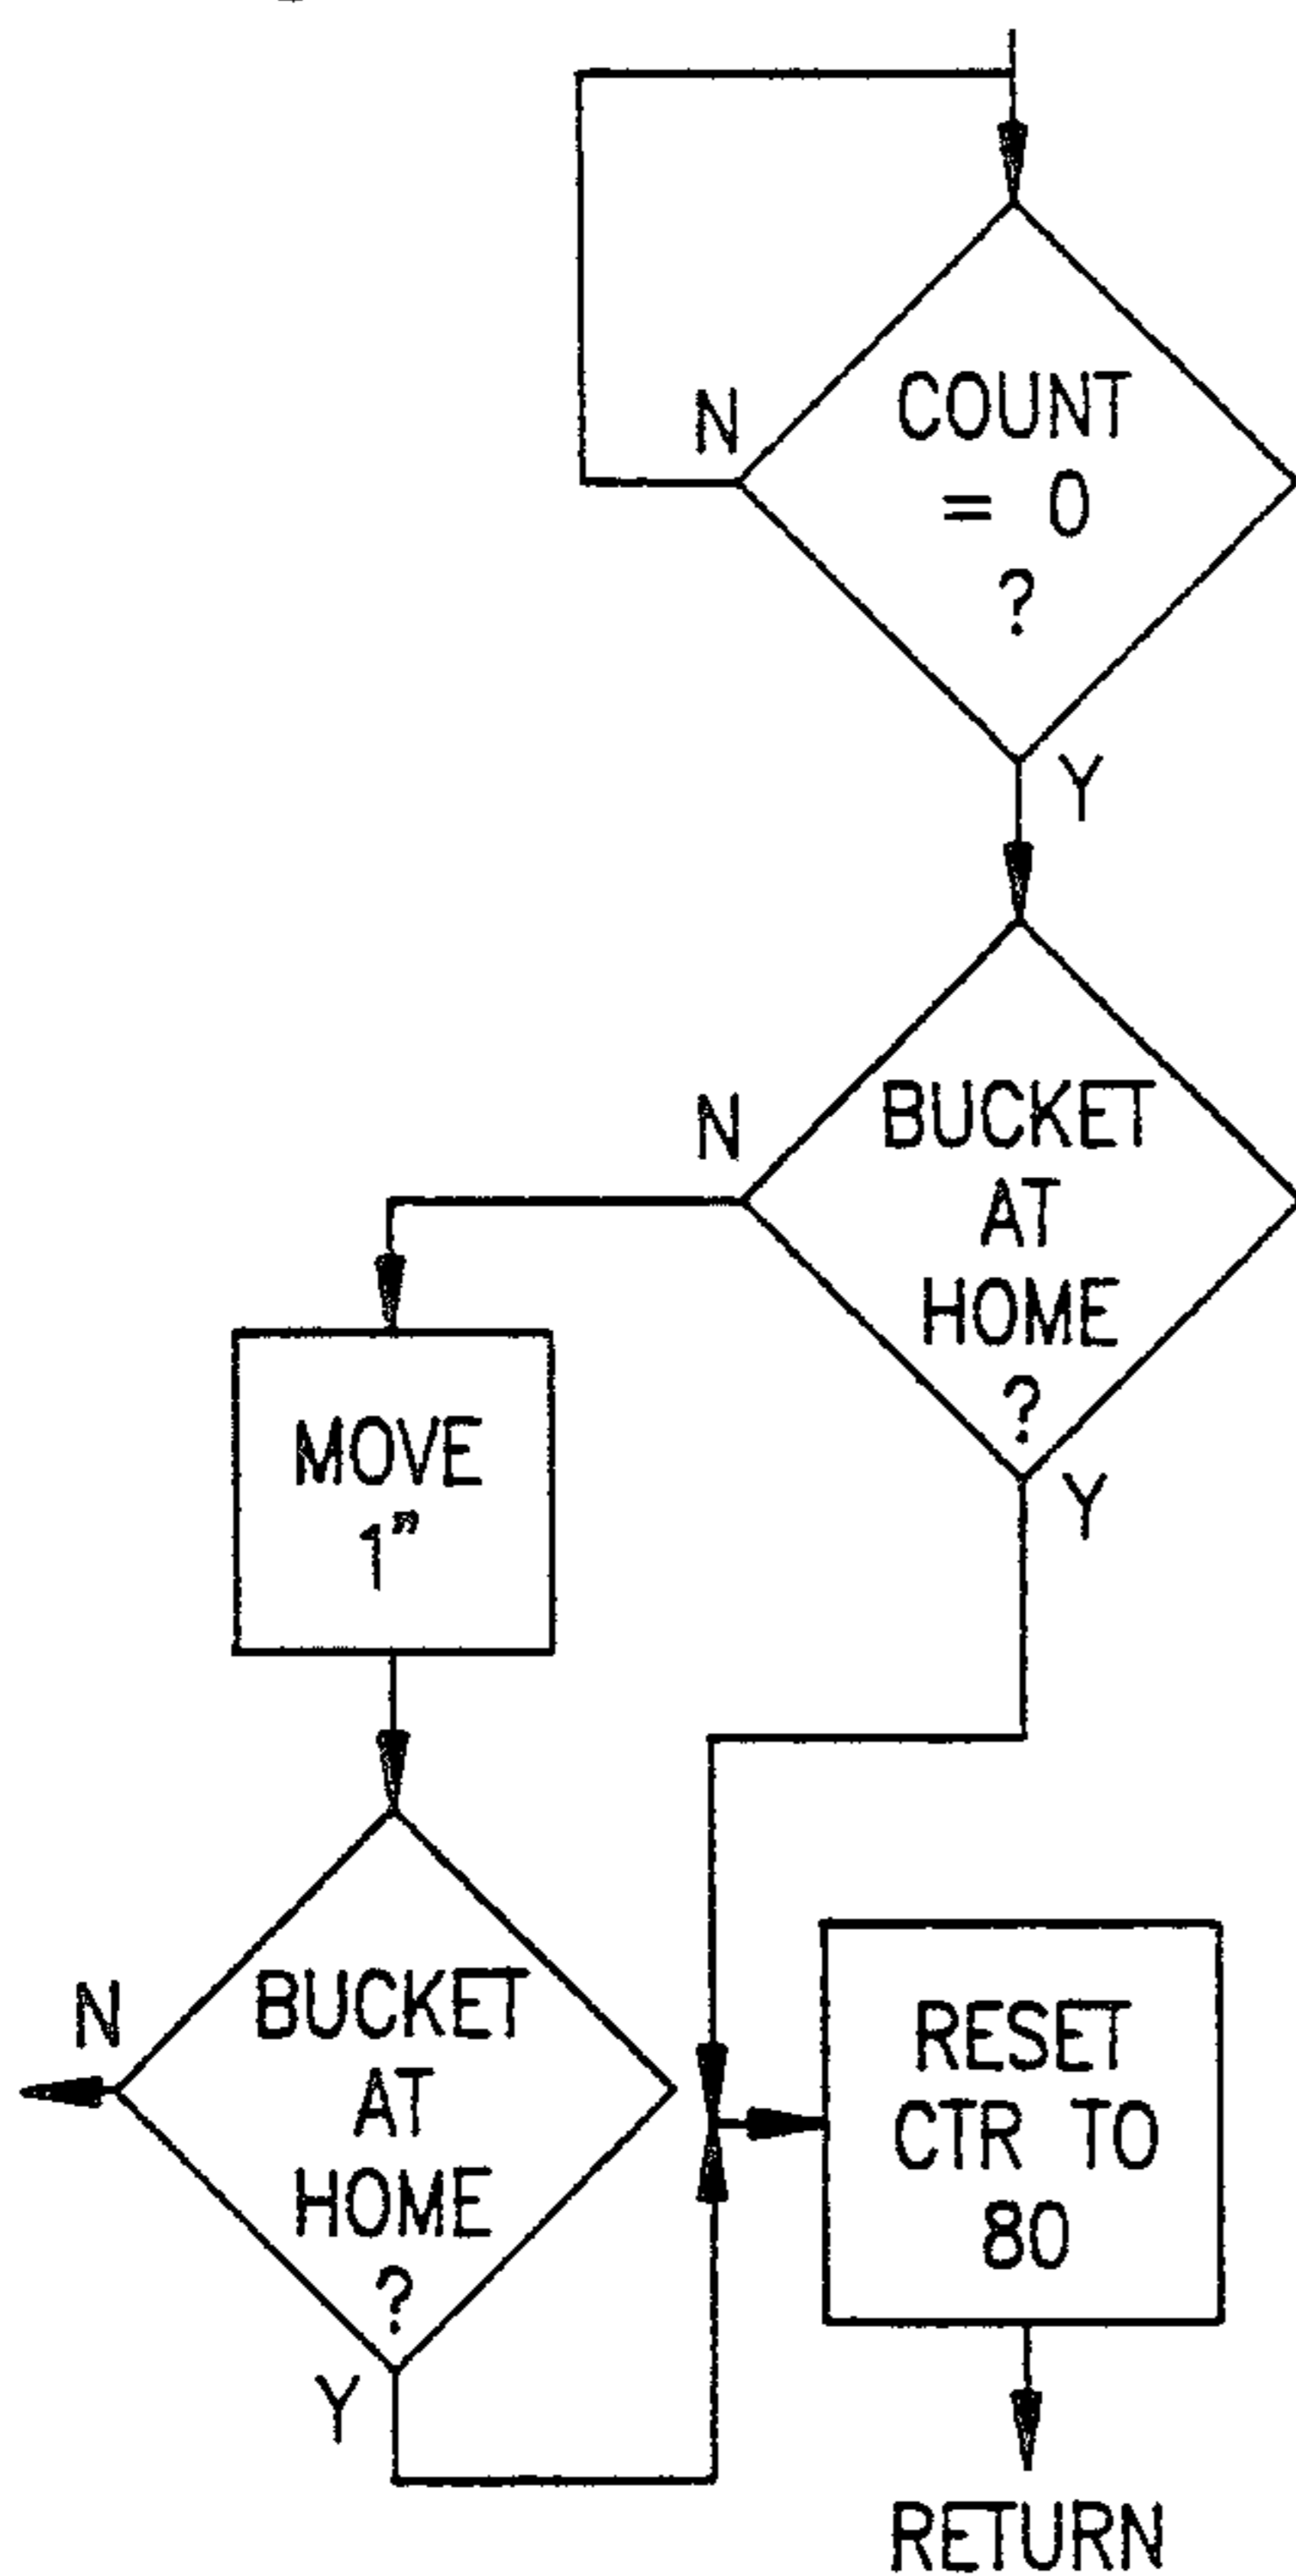 COUNT
= 0
?
N
Y
BUCKET
AT
HOME
?
N
Y
MOVE
1”
BUCKET
AT
HOME
?
N
Y
RESET
CTR TO
80
RETURN